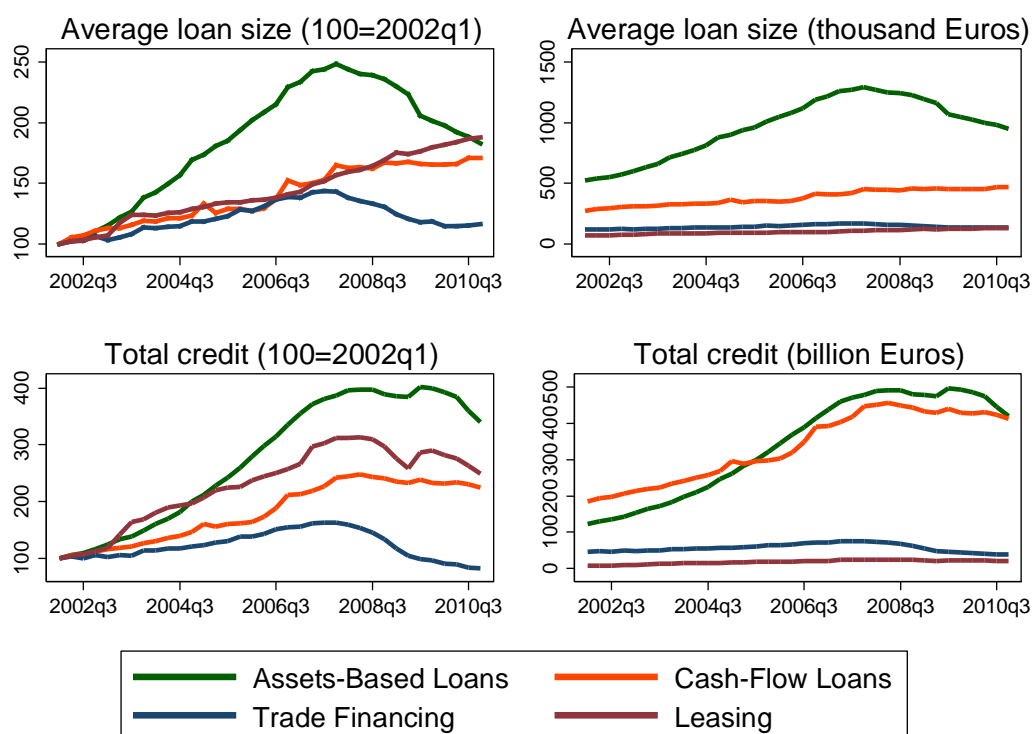 Average loan size (100=2002q1)
250
200
150
100
2002q3 2004q3 2006q3 2008q3 2010q3
Average loan size (thousand Euros)
1500
1000
500
0
2002q3 2004q3 2006q3 2008q3 2010q3
Total credit (100=2002q1)
400
300
200
100
2002q3 2004q3 2006q3 2008q3 2010q3
Total credit (billion Euros)
500
400
300
200
100
0
2002q3 2004q3 2006q3 2008q3 2010q3
Assets-Based Loans Cash-Flow Loans
Trade Financing Leasing